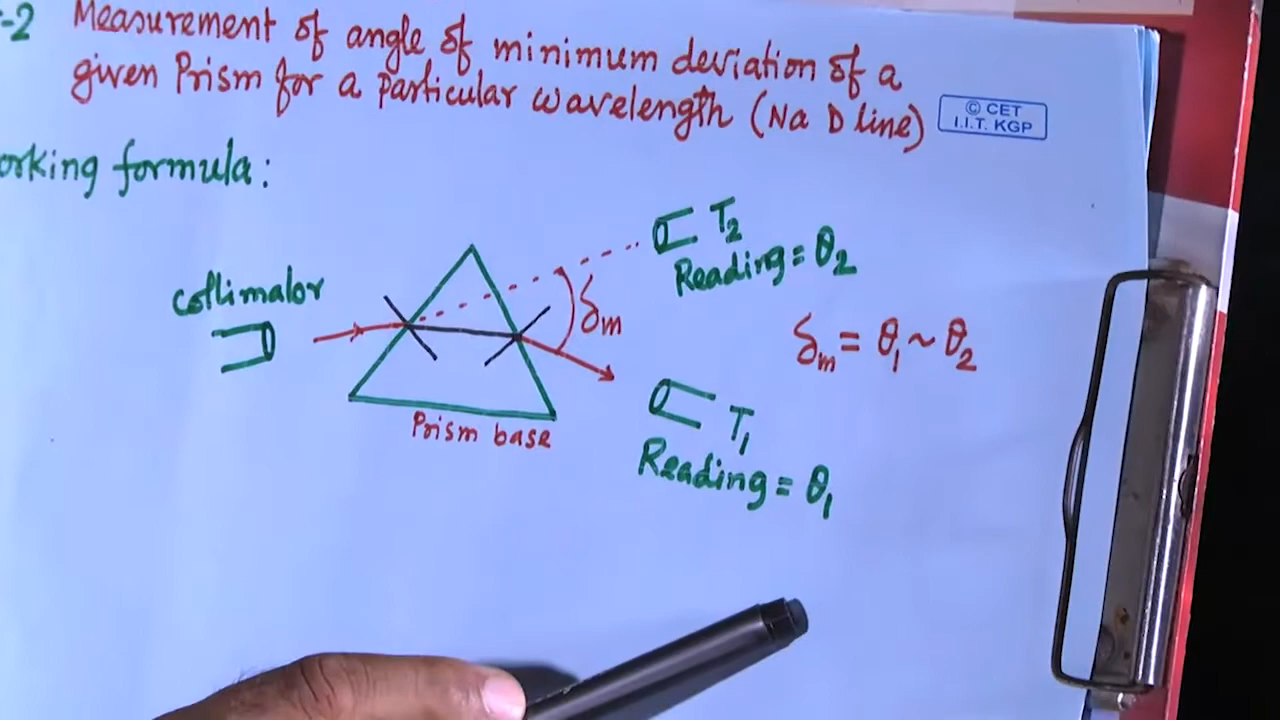 -2 Measurement of angle of minimum deviation of a
given Prism for a particular wavelength (Na D line)
© CET
I.I.T. KGP
orking formula:
T₂
Reading = θ₂
collimator
δm
δm = θ₁ ~ θ₂
Prism base
T₁
Reading = θ₁